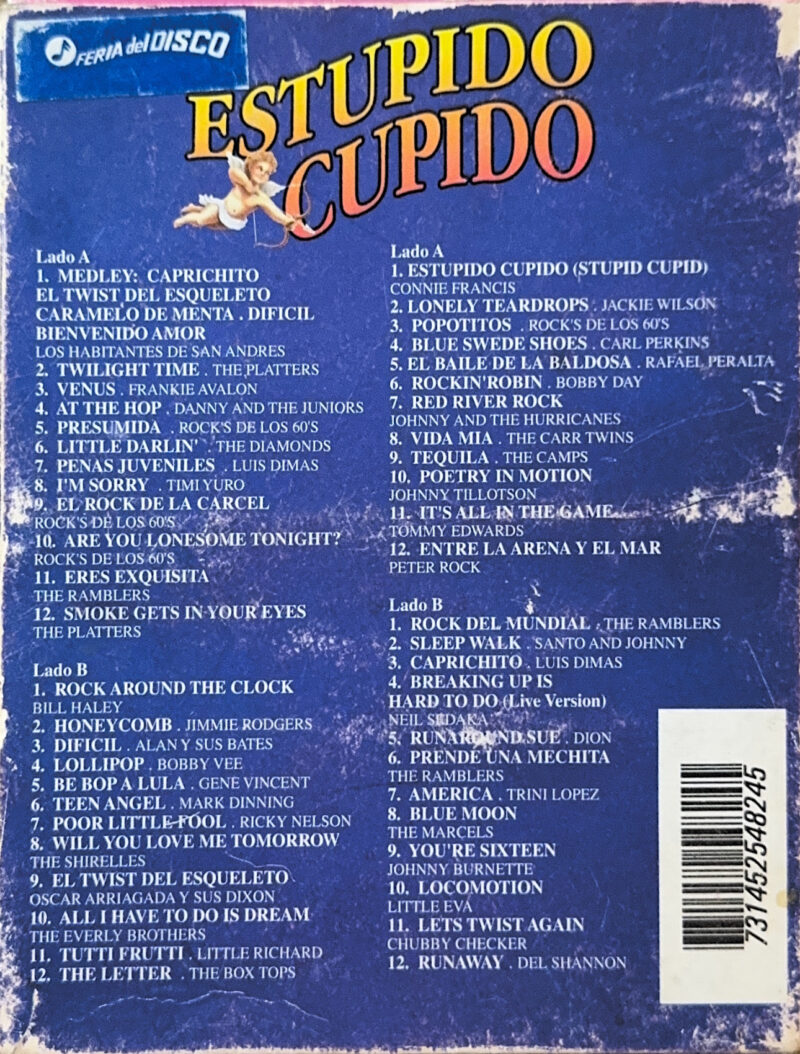 FERIA del DISCO
ESTUPIDO
CUPIDO
Lado A
1. MEDLEY: CAPRICHITO
EL TWIST DEL ESQUELETO
CARAMELO DE MENTA . DIFICIL
BIENVENIDO AMOR
LOS HABITANTES DE SAN ANDRES
2. TWILIGHT TIME . THE PLATTERS
3. VENUS . FRANKIE AVALON
4. AT THE HOP . DANNY AND THE JUNIORS
5. PRESUMIDA . ROCK'S DE LOS 60'S
6. LITTLE DARLIN' . THE DIAMONDS
7. PENAS JUVENILES . LUIS DIMAS
8. I'M SORRY . TIMI YURO
9. EL ROCK DE LA CARCEL
ROCK'S DE LOS 60'S
10. ARE YOU LONESOME TONIGHT?
ROCK'S DE LOS 60'S
11. ERES EXQUISITA
THE RAMBLERS
12. SMOKE GETS IN YOUR EYES
THE PLATTERS
Lado B
1. ROCK AROUND THE CLOCK
BILL HALEY
2. HONEYCOMB . JIMMIE RODGERS
3. DIFICIL . ALAN Y SUS BATES
4. LOLLIPOP . BOBBY VEE
5. BE BOP A LULA . GENE VINCENT
6. TEEN ANGEL . MARK DINNING
7. POOR LITTLE FOOL . RICKY NELSON
8. WILL YOU LOVE ME TOMORROW
THE SHIRELLES
9. EL TWIST DEL ESQUELETO
OSCAR ARRIAGADA Y SUS DIXON
10. ALL I HAVE TO DO IS DREAM
THE EVERLY BROTHERS
11. TUTTI FRUTTI . LITTLE RICHARD
12. THE LETTER . THE BOX TOPS
Lado A
1. ESTUPIDO CUPIDO (STUPID CUPID)
CONNIE FRANCIS
2. LONELY TEARDROPS . JACKIE WILSON
3. POPOTITOS . ROCK'S DE LOS 60'S
4. BLUE SWEDE SHOES . CARL PERKINS
5. EL BAILE DE LA BALDOSA . RAFAEL PERALTA
6. ROCKIN'ROBIN . BOBBY DAY
7. RED RIVER ROCK
JOHNNY AND THE HURRICANES
8. VIDA MIA . THE CARR TWINS
9. TEQUILA . THE CAMPS
10. POETRY IN MOTION
JOHNNY TILLOTSON
11. IT'S ALL IN THE GAME
TOMMY EDWARDS
12. ENTRE LA ARENA Y EL MAR
PETER ROCK
Lado B
1. ROCK DEL MUNDIAL . THE RAMBLERS
2. SLEEP WALK . SANTO AND JOHNNY
3. CAPRICHITO . LUIS DIMAS
4. BREAKING UP IS
HARD TO DO (Live Version)
NEIL SEDAKA
5. RUNAROUND SUE . DION
6. PRENDE UNA MECHITA
THE RAMBLERS
7. AMERICA . TRINI LOPEZ
8. BLUE MOON
THE MARCELS
9. YOU'RE SIXTEEN
JOHNNY BURNETTE
10. LOCOMOTION
LITTLE EVA
11. LETS TWIST AGAIN
CHUBBY CHECKER
12. RUNAWAY . DEL SHANNON
731452548245